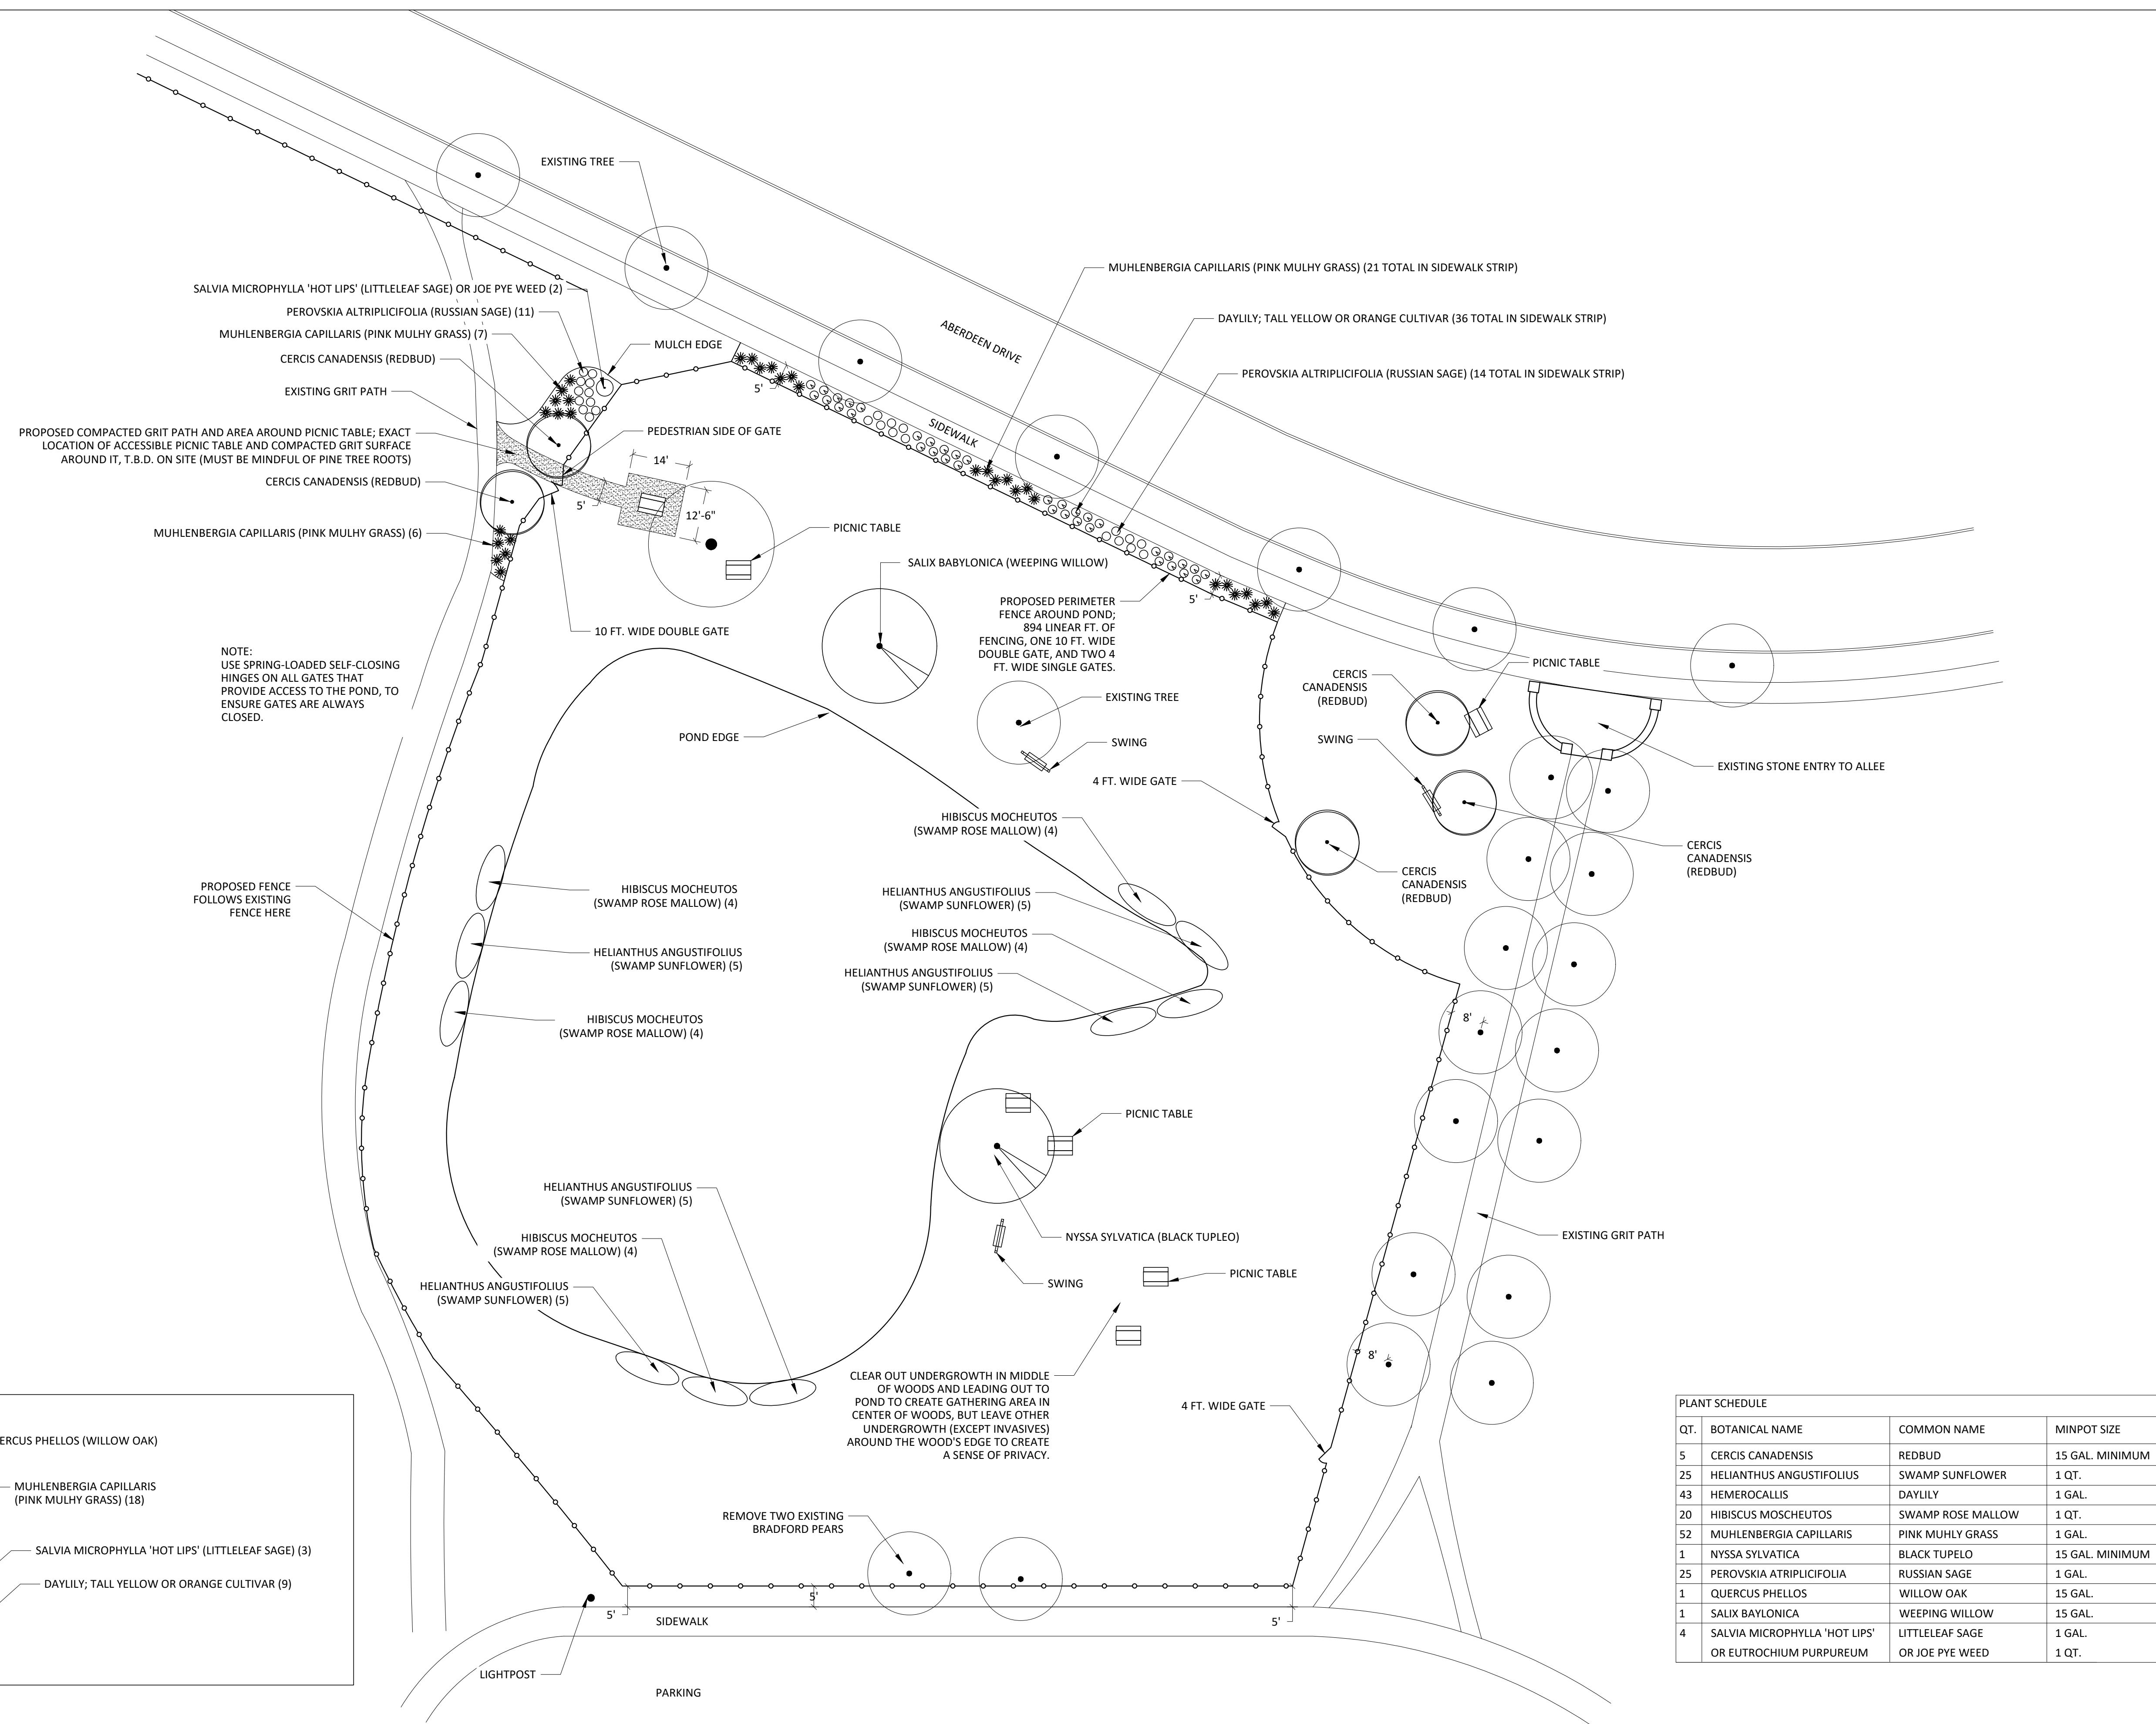 EXISTING TREE
MUHLENBERGIA CAPILLARIS (PINK MULHY GRASS) (21 TOTAL IN SIDEWALK STRIP)
SALVIA MICROPHYLLA 'HOT LIPS' (LITTLELEAF SAGE) OR JOE PYE WEED (2)
PEROVSKIA ALTRIPLICIFOLIA (RUSSIAN SAGE) (11)
DAYLILY; TALL YELLOW OR ORANGE CULTIVAR (36 TOTAL IN SIDEWALK STRIP)
MUHLENBERGIA CAPILLARIS (PINK MULHY GRASS) (7)
ABERDEEN DRIVE
MULCH EDGE
CERCIS CANADENSIS (REDBUD)
PEROVSKIA ALTRIPLICIFOLIA (RUSSIAN SAGE) (14 TOTAL IN SIDEWALK STRIP)
5'
EXISTING GRIT PATH
SIDEWALK
PROPOSED COMPACTED GRIT PATH AND AREA AROUND PICNIC TABLE; EXACT
LOCATION OF ACCESSIBLE PICNIC TABLE AND COMPACTED GRIT SURFACE
AROUND IT, T.B.D. ON SITE (MUST BE MINDFUL OF PINE TREE ROOTS)
PEDESTRIAN SIDE OF GATE
14'
CERCIS CANADENSIS (REDBUD)
5'
12'-6"
MUHLENBERGIA CAPILLARIS (PINK MULHY GRASS) (6)
PICNIC TABLE
SALIX BABYLONICA (WEEPING WILLOW)
PROPOSED PERIMETER
FENCE AROUND POND;
894 LINEAR FT. OF
FENCING, ONE 10 FT. WIDE
DOUBLE GATE, AND TWO 4
FT. WIDE SINGLE GATES.
5'
10 FT. WIDE DOUBLE GATE
NOTE:
USE SPRING-LOADED SELF-CLOSING
HINGES ON ALL GATES THAT
PROVIDE ACCESS TO THE POND, TO
ENSURE GATES ARE ALWAYS
CLOSED.
PICNIC TABLE
CERCIS
CANADENSIS
(REDBUD)
EXISTING TREE
POND EDGE
SWING
SWING
EXISTING STONE ENTRY TO ALLEE
4 FT. WIDE GATE
HIBISCUS MOCHEUTOS
(SWAMP ROSE MALLOW) (4)
CERCIS
CANADENSIS
(REDBUD)
CERCIS
CANADENSIS
(REDBUD)
PROPOSED FENCE
FOLLOWS EXISTING
FENCE HERE
HIBISCUS MOCHEUTOS
(SWAMP ROSE MALLOW) (4)
HELIANTHUS ANGUSTIFOLIUS
(SWAMP SUNFLOWER) (5)
HIBISCUS MOCHEUTOS
(SWAMP ROSE MALLOW) (4)
HELIANTHUS ANGUSTIFOLIUS
(SWAMP SUNFLOWER) (5)
HELIANTHUS ANGUSTIFOLIUS
(SWAMP SUNFLOWER) (5)
HIBISCUS MOCHEUTOS
(SWAMP ROSE MALLOW) (4)
8'
PICNIC TABLE
HELIANTHUS ANGUSTIFOLIUS
(SWAMP SUNFLOWER) (5)
HIBISCUS MOCHEUTOS
(SWAMP ROSE MALLOW) (4)
NYSSA SYLVATICA (BLACK TUPLEO)
EXISTING GRIT PATH
HELIANTHUS ANGUSTIFOLIUS
(SWAMP SUNFLOWER) (5)
SWING
PICNIC TABLE
8'
CLEAR OUT UNDERGROWTH IN MIDDLE
OF WOODS AND LEADING OUT TO
POND TO CREATE GATHERING AREA IN
CENTER OF WOODS, BUT LEAVE OTHER
UNDERGROWTH (EXCEPT INVASIVES)
AROUND THE WOOD'S EDGE TO CREATE
A SENSE OF PRIVACY.
4 FT. WIDE GATE
REMOVE TWO EXISTING
BRADFORD PEARS
5'
5'
5'
SIDEWALK
LIGHTPOST
PARKING
ERCUS PHELLOS (WILLOW OAK)
MUHLENBERGIA CAPILLARIS
(PINK MULHY GRASS) (18)
SALVIA MICROPHYLLA 'HOT LIPS' (LITTLELEAF SAGE) (3)
DAYLILY; TALL YELLOW OR ORANGE CULTIVAR (9)
PLANT SCHEDULE
QT. BOTANICAL NAME COMMON NAME MINPOT SIZE
5 CERCIS CANADENSIS REDBUD 15 GAL. MINIMUM
25 HELIANTHUS ANGUSTIFOLIUS SWAMP SUNFLOWER 1 QT.
43 HEMEROCALLIS DAYLILY 1 GAL.
20 HIBISCUS MOSCHEUTOS SWAMP ROSE MALLOW 1 QT.
52 MUHLENBERGIA CAPILLARIS PINK MUHLY GRASS 1 GAL.
1 NYSSA SYLVATICA BLACK TUPELO 15 GAL. MINIMUM
25 PEROVSKIA ATRIPLICIFOLIA RUSSIAN SAGE 1 GAL.
1 QUERCUS PHELLOS WILLOW OAK 15 GAL.
1 SALIX BAYLONICA WEEPING WILLOW 15 GAL.
4 SALVIA MICROPHYLLA 'HOT LIPS' LITTLELEAF SAGE 1 GAL.
OR EUTROCHIUM PURPUREUM OR JOE PYE WEED 1 QT.